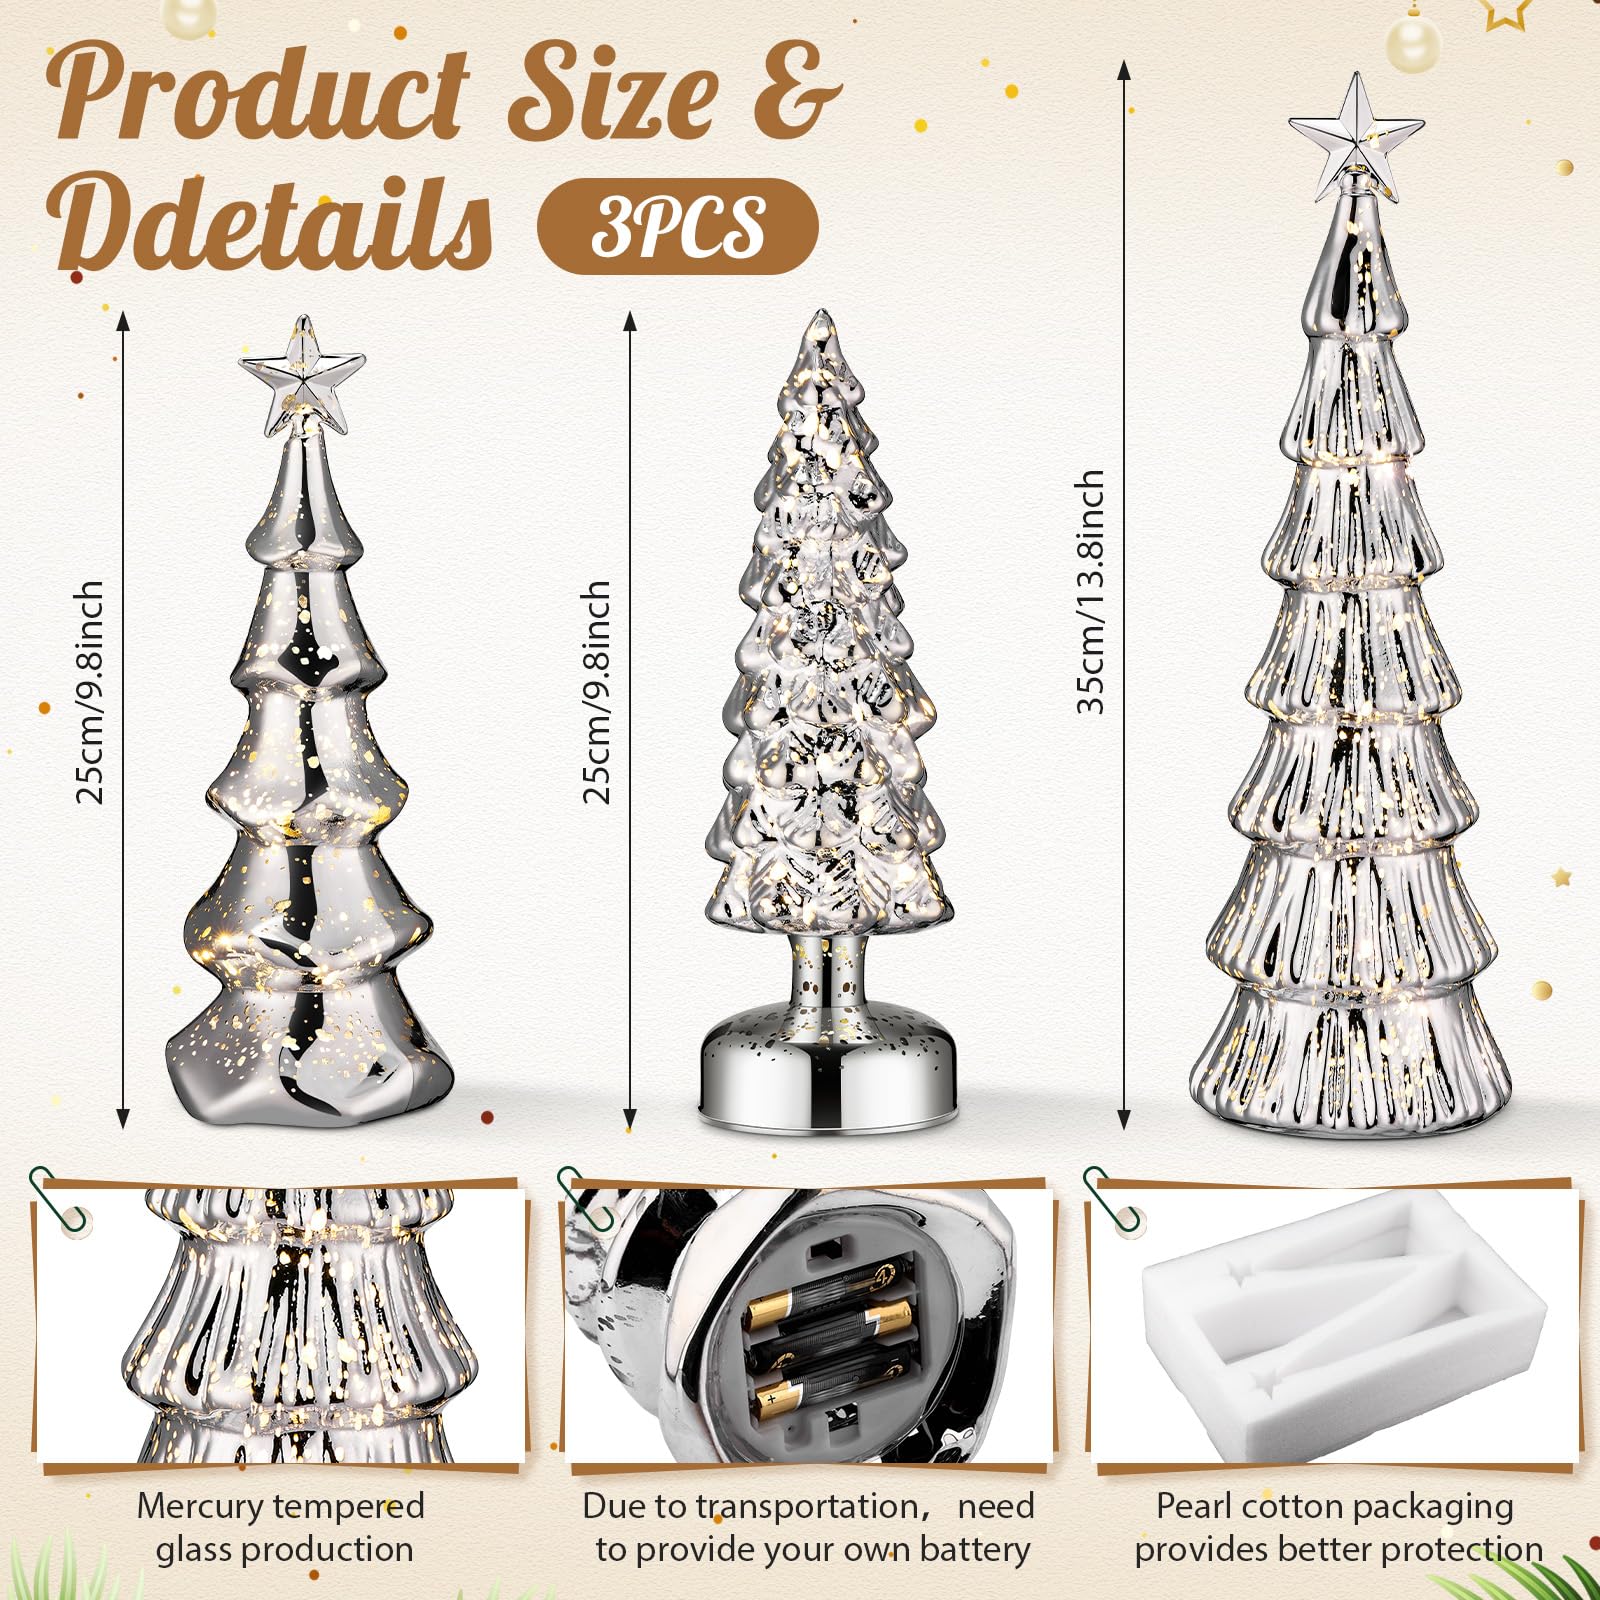 Product Size &
Ddetails 3PCS
25cm/9.8inch
25cm/9.8inch
35cm/13.8inch
Mercury tempered
glass production
Due to transportation, need
to provide your own battery
Pearl cotton packaging
provides better protection